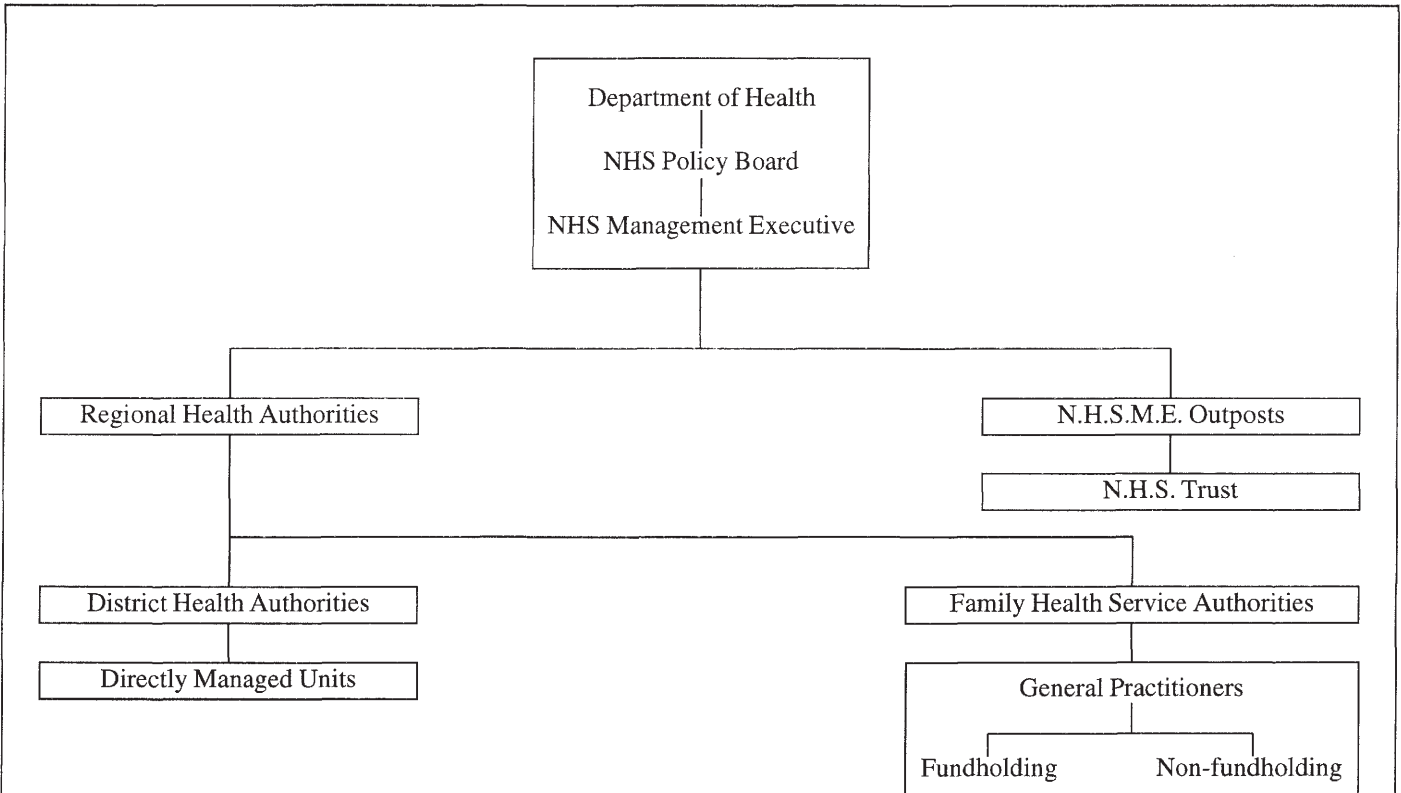 Department of Health
NHS Policy Board
NHS Management Executive
Regional Health Authorities
N.H.S.M.E. Outposts
N.H.S. Trust
District Health Authorities
Family Health Service Authorities
Directly Managed Units
General Practitioners
Fundholding
Non-fundholding